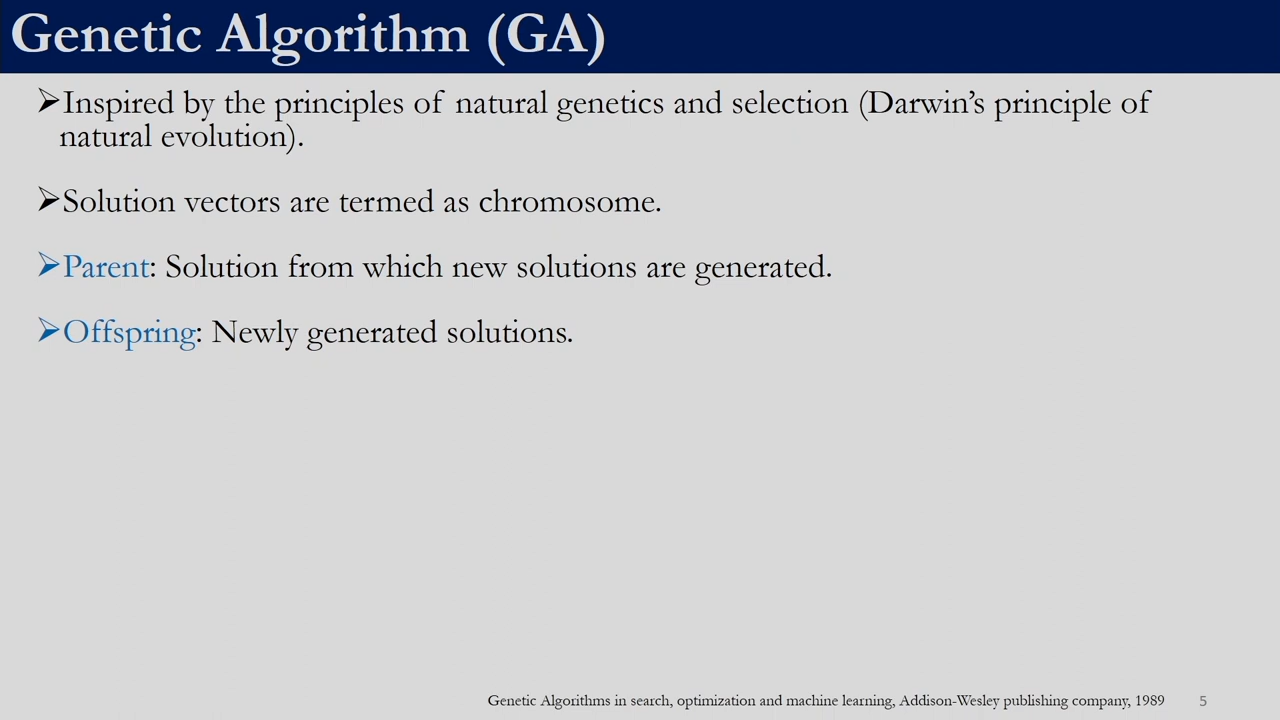 Genetic Algorithm (GA)
➢Inspired by the principles of natural genetics and selection (Darwin’s principle of
natural evolution).
➢Solution vectors are termed as chromosome.
➢Parent: Solution from which new solutions are generated.
➢Offspring: Newly generated solutions.
Genetic Algorithms in search, optimization and machine learning, Addison-Wesley publishing company, 1989 5